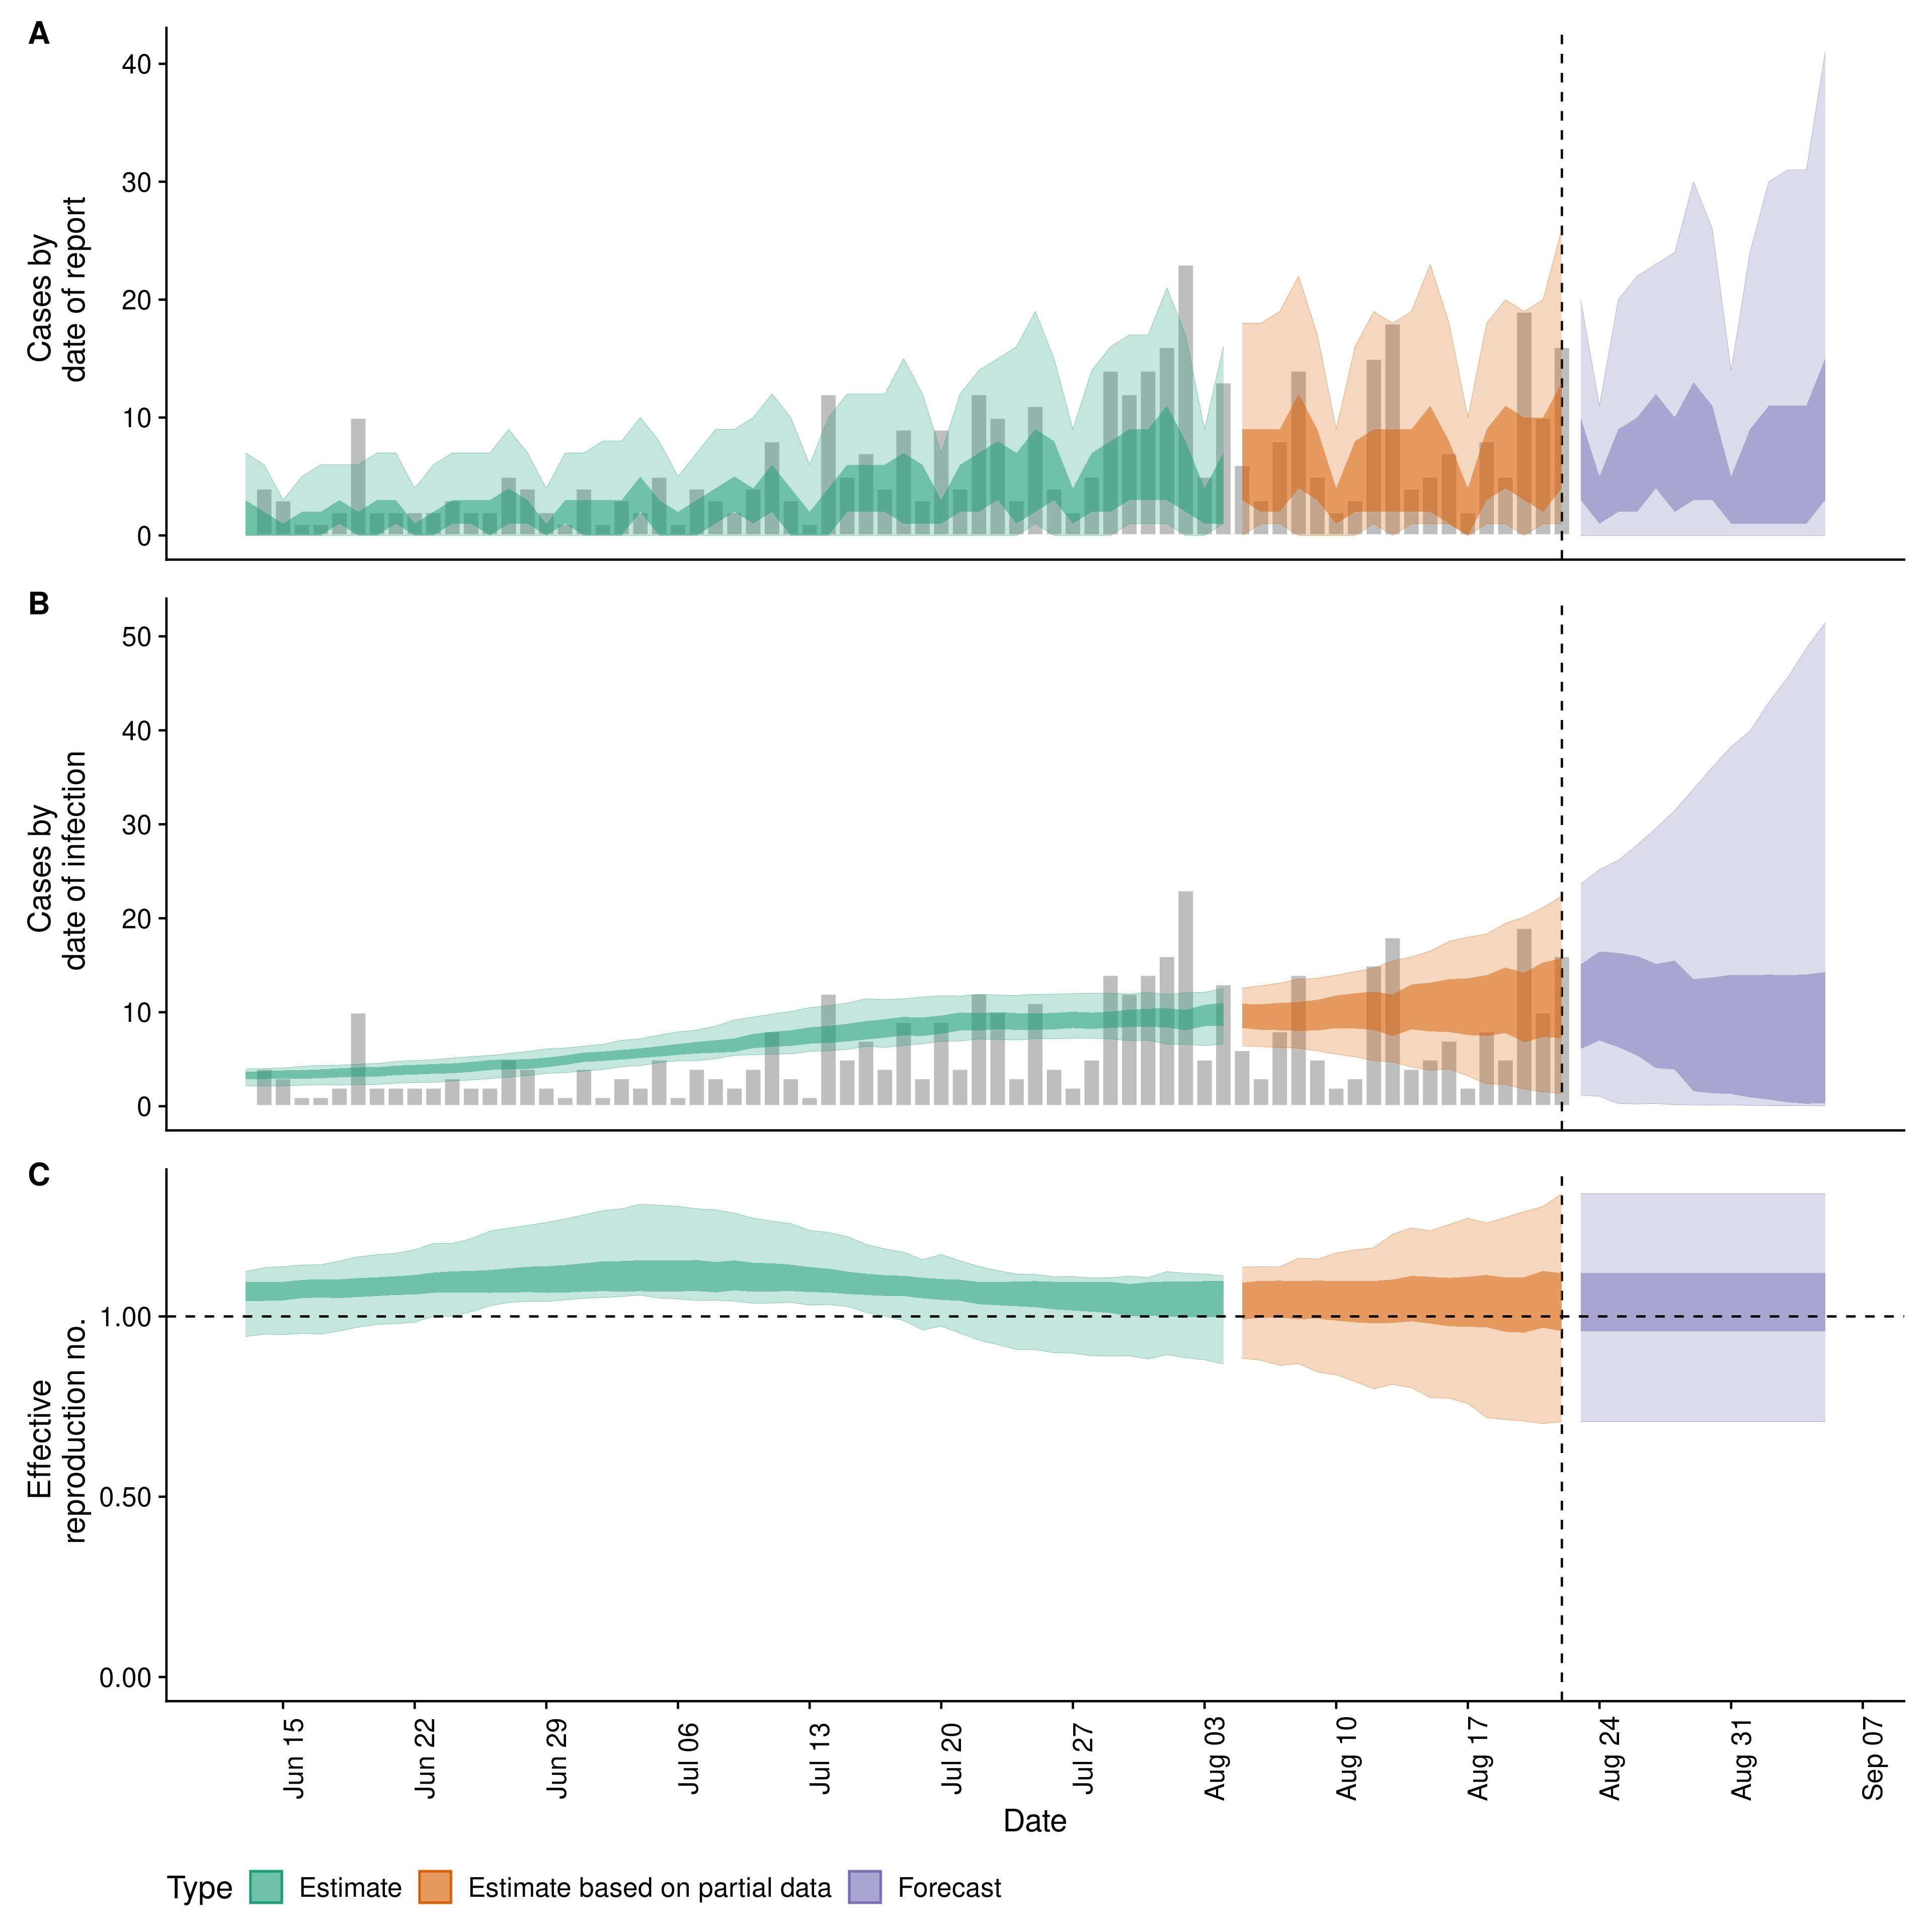 A
Cases by
date of report
40
30
20
10
0
B
Cases by
date of infection
50
40
30
20
10
0
C
Effective
reproduction no.
1.00
0.50
0.00
Jun 15
Jun 22
Jun 29
Jul 06
Jul 13
Jul 20
Jul 27
Aug 03
Aug 10
Aug 17
Aug 24
Aug 31
Sep 07
Date
Type Estimate Estimate based on partial data Forecast